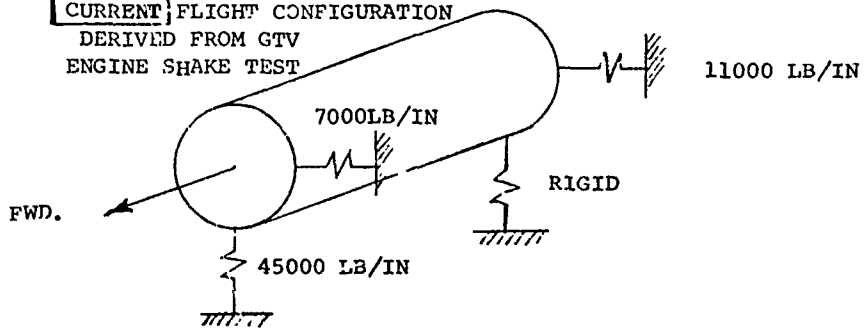 CURRENT FLIGHT CONFIGURATION
DERIVED FROM GTV
ENGINE SHAKE TEST
11000 LB/IN
7000LB/IN
RIGID
FWD.
45000 LB/IN